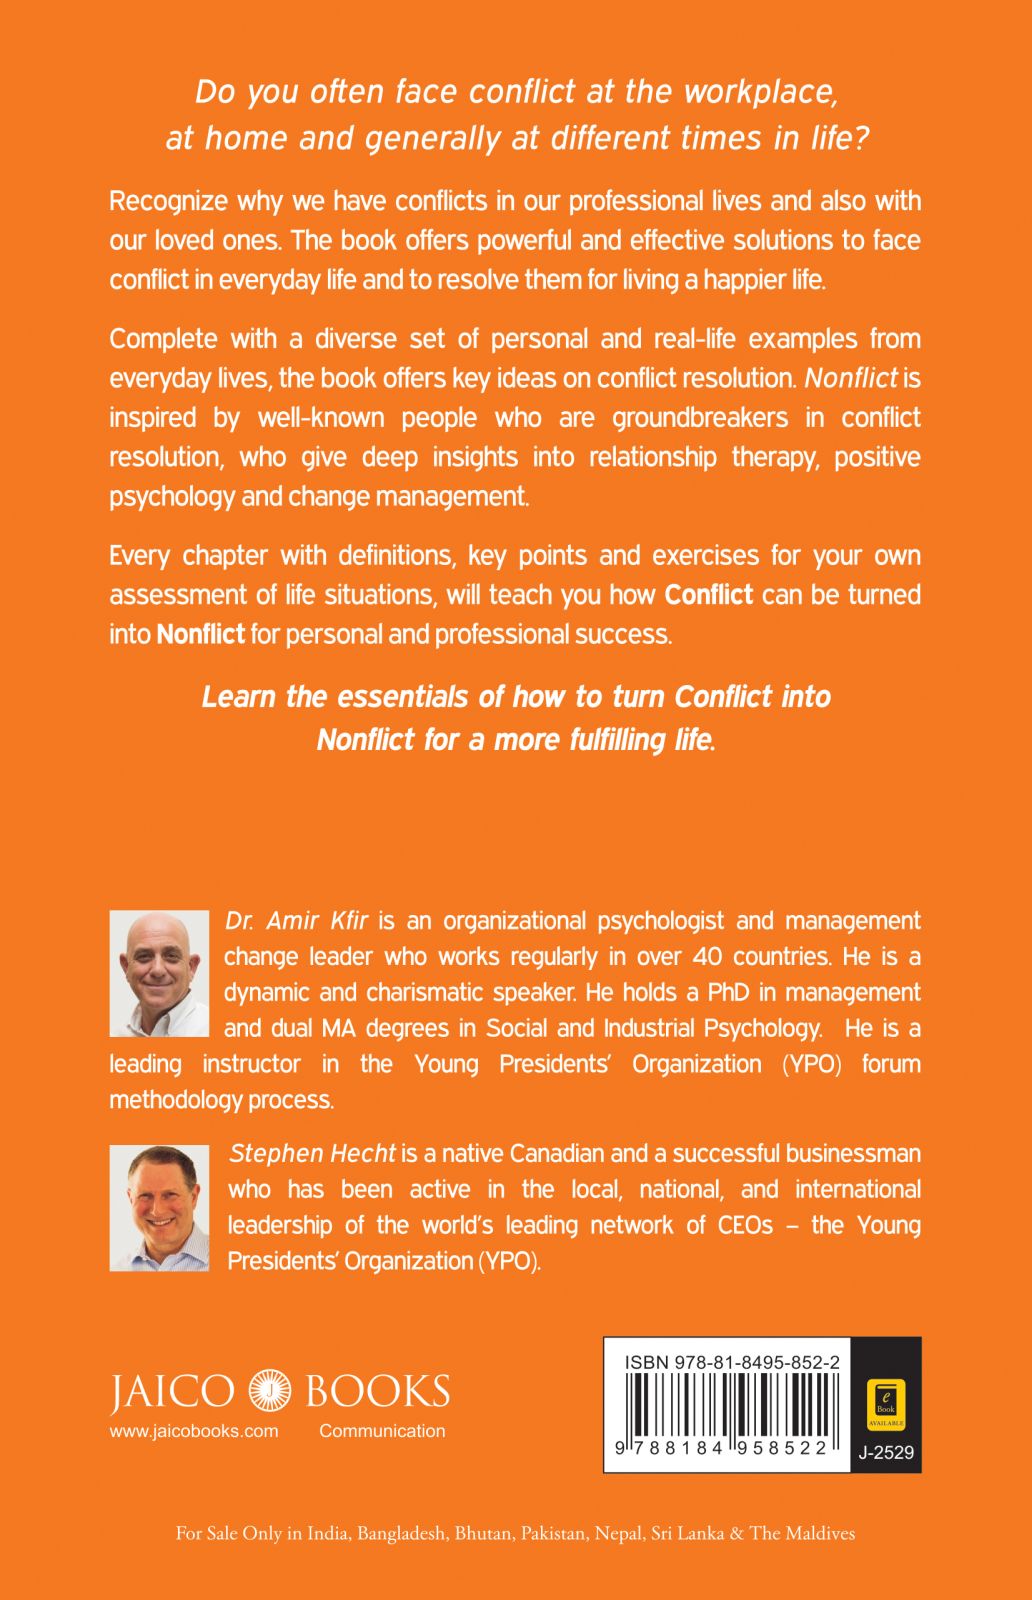 Do you often face conflict at the workplace,
at home and generally at different times in life?
Recognize why we have conflicts in our professional lives and also with
our loved ones. The book offers powerful and effective solutions to face
conflict in everyday life and to resolve them for living a happier life.
Complete with a diverse set of personal and real-life examples from
everyday lives, the book offers key ideas on conflict resolution. Nonflict is
inspired by well-known people who are groundbreakers in conflict
resolution, who give deep insights into relationship therapy, positive
psychology and change management.
Every chapter with definitions, key points and exercises for your own
assessment of life situations, will teach you how Conflict can be turned
into Nonflict for personal and professional success.
Learn the essentials of how to turn Conflict into
Nonflict for a more fulfilling life.
Dr. Amir Kfir is an organizational psychologist and management
change leader who works regularly in over 40 countries. He is a
dynamic and charismatic speaker. He holds a PhD in management
and dual MA degrees in Social and Industrial Psychology. He is a
leading instructor in the Young Presidents' Organization (YPO) forum
methodology process.
Stephen Hecht is a native Canadian and a successful businessman
who has been active in the local, national, and international
leadership of the world's leading network of CEOs – the Young
Presidents' Organization (YPO).
JAICO J BOOKS
www.jaicobooks.com Communication
ISBN 978-81-8495-852-2
9 788184 958522
e
Book
AVAILABLE
J-2529
For Sale Only in India, Bangladesh, Bhutan, Pakistan, Nepal, Sri Lanka & The Maldives